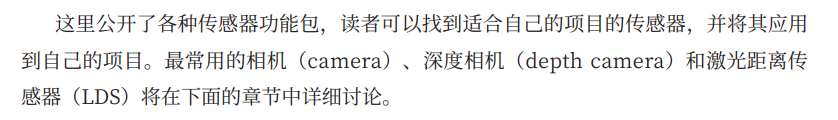 这里公开了各种传感器功能包，读者可以找到适合自己的项目的传感器，并将其应用
到自己的项目。最常用的相机（camera）、深度相机（depth camera）和激光距离传
感器（LDS）将在下面的章节中详细讨论。